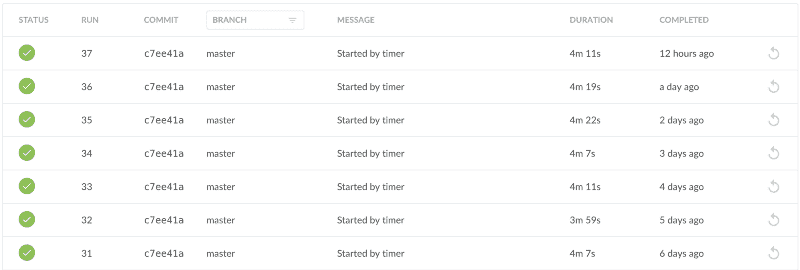 STATUS RUN COMMIT BRANCH MESSAGE DURATION COMPLETED
37 c7ee41a master Started by timer 4m 11s 12 hours ago
36 c7ee41a master Started by timer 4m 19s a day ago
35 c7ee41a master Started by timer 4m 22s 2 days ago
34 c7ee41a master Started by timer 4m 7s 3 days ago
33 c7ee41a master Started by timer 4m 11s 4 days ago
32 c7ee41a master Started by timer 3m 59s 5 days ago
31 c7ee41a master Started by timer 4m 7s 6 days ago